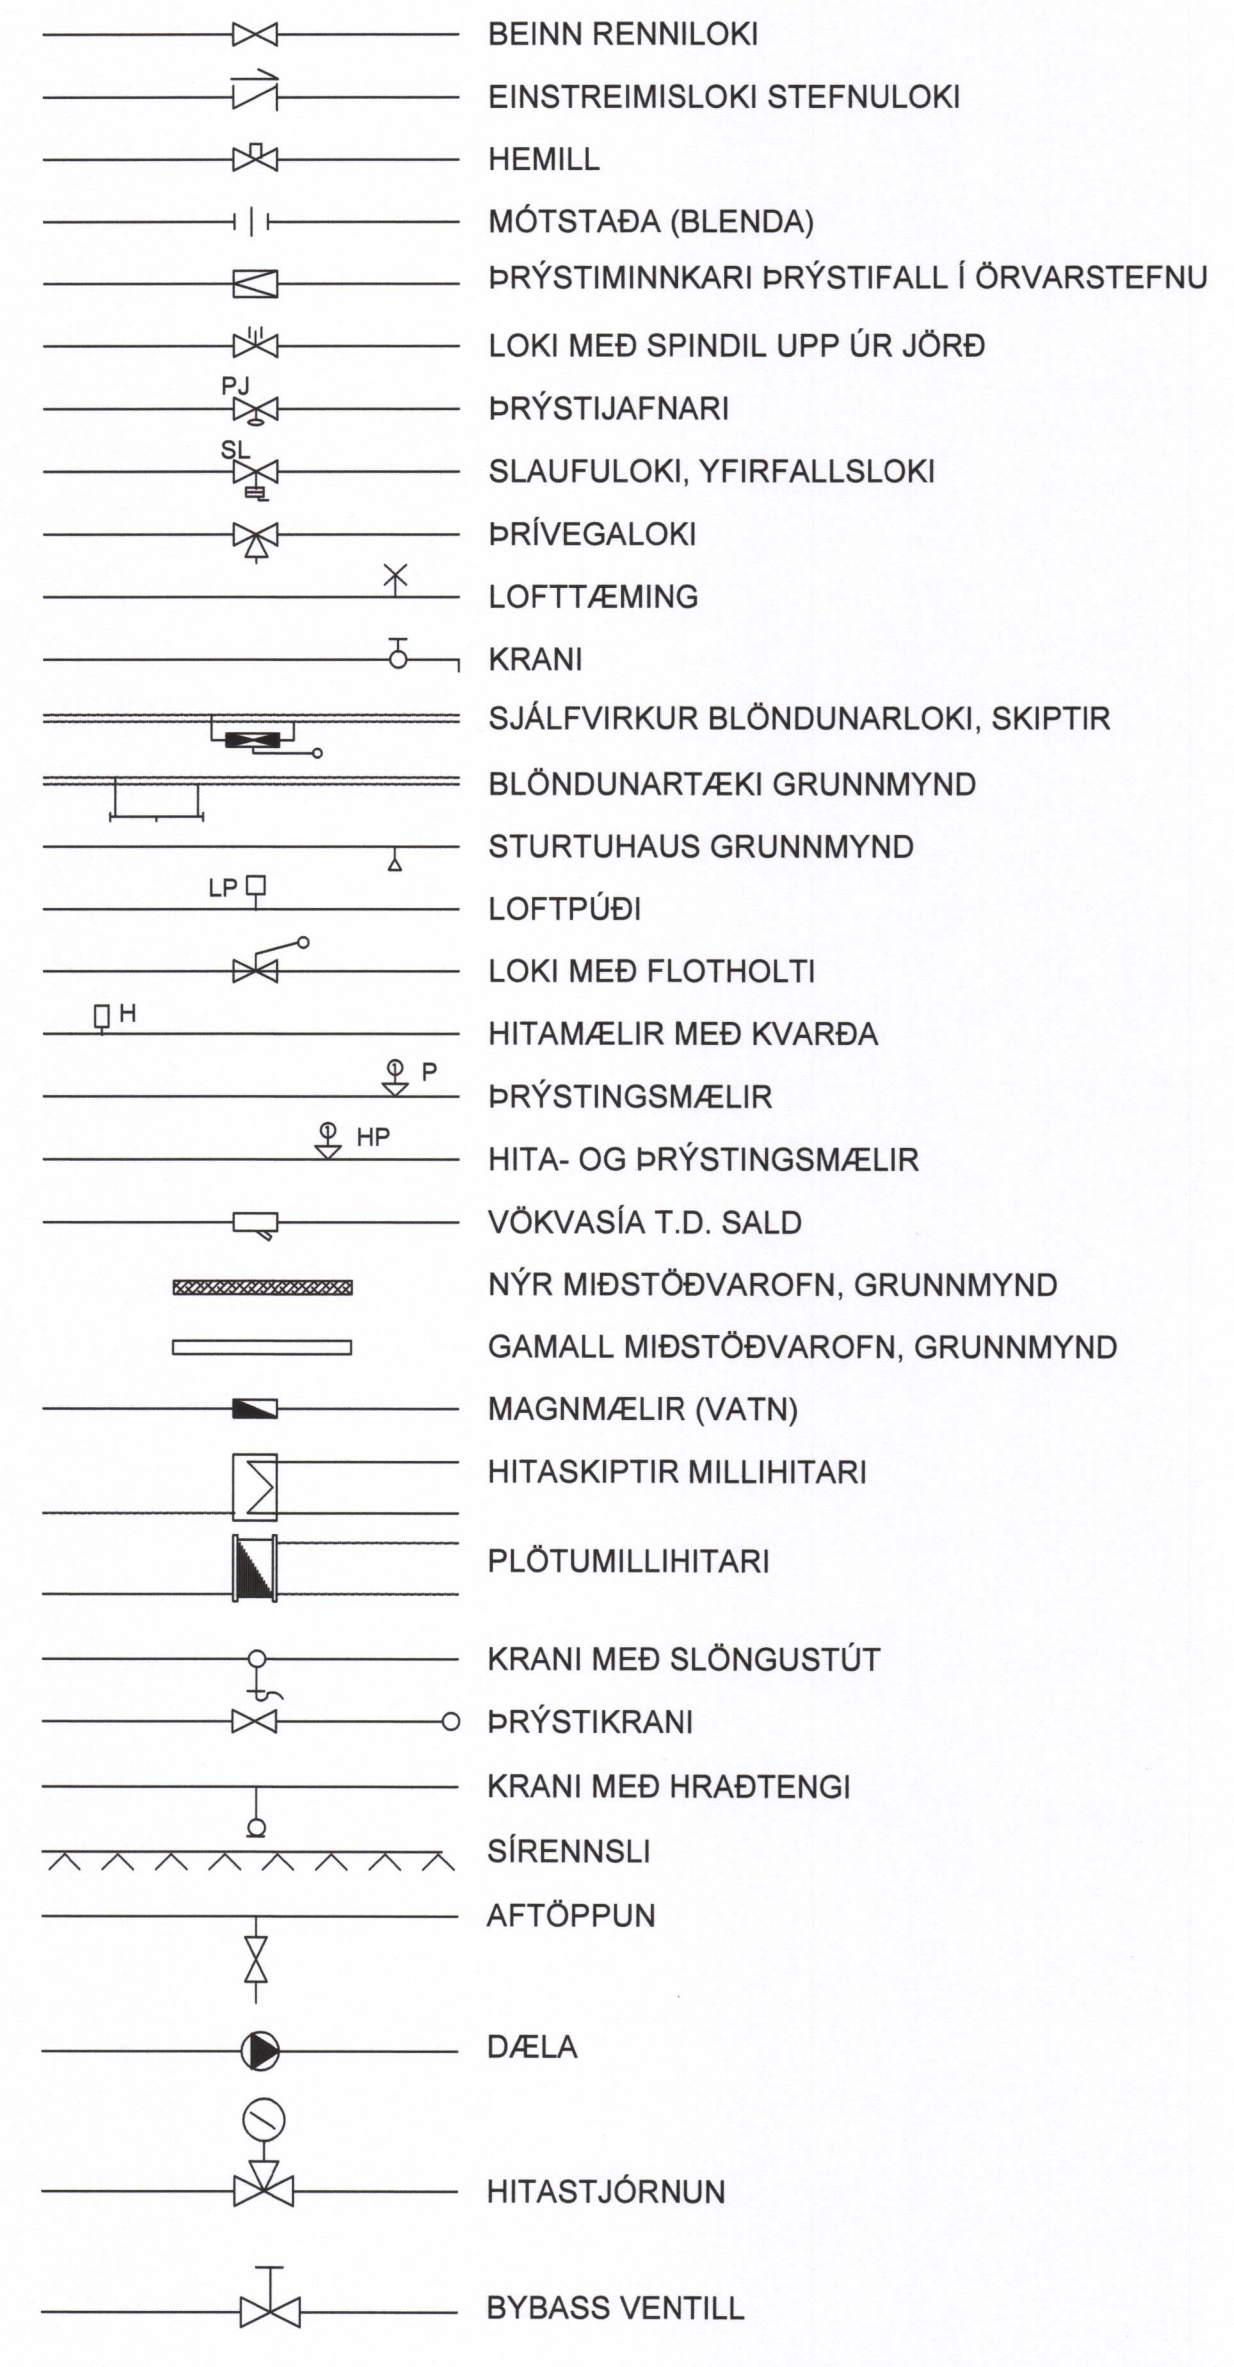 BEINN RENNILOKI
EINSTREIMISLOKI STEFNULOKI
HEMILL
MÓTSTAÐA (BLENDA)
ÞRÝSTIMINNKARI ÞRÝSTIFALL Í ÖRVARSTEFNU
LOKI MEÐ SPINDIL UPP ÚR JÖRÐ
PJ
ÞRÝSTIJAFNARI
SL
SLAUFULOKI, YFIRFALLSLOKI
ÞRÍVEGALOKI
LOFTTÆMING
KRANI
SJÁLFVIRKUR BLÖNDUNARLOKI, SKIPTIR
BLÖNDUNARTÆKI GRUNNMYND
STURTUHAUS GRUNNMYND
LP
LOFTPÚÐI
LOKI MEÐ FLOTHOLTI
H
HITAMÆLIR MEÐ KVARÐA
P
ÞRÝSTINGSMÆLIR
HP
HITA- OG ÞRÝSTINGSMÆLIR
VÖKVASÍA T.D. SALD
NÝR MIÐSTÖÐVAROFN, GRUNNMYND
GAMALL MIÐSTÖÐVAROFN, GRUNNMYND
MAGNMÆLIR (VATN)
HITASKIPTIR MILLIHITARI
PLÖTUMILLIHITARI
KRANI MEÐ SLÖNGUSTÚT
ÞRÝSTIKRANI
KRANI MEÐ HRAÐTENGI
SÍRENNSLI
AFTÖPPUN
DÆLA
HITASTJÓRNUN
BYBASS VENTILL